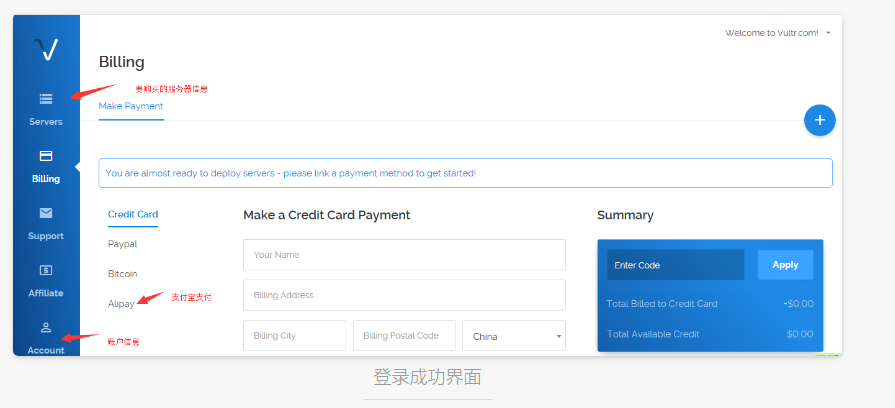 Welcome to Vultr.com!
Billing
要购买的服务器信息
Make Payment
Servers
You are almost ready to deploy servers - please link a payment method to get started!
Billing
Credit Card
Make a Credit Card Payment
Summary
Paypal
Your Name
Enter Code
Apply
Support
Bitcoin
Billing Address
Affiliate
Alipay
支付宝支付
Total Billed to Credit Card
+$0.00
账户信息
Billing City
Billing Postal Code
China
Total Available Credit
$0.00
Account
登录成功界面